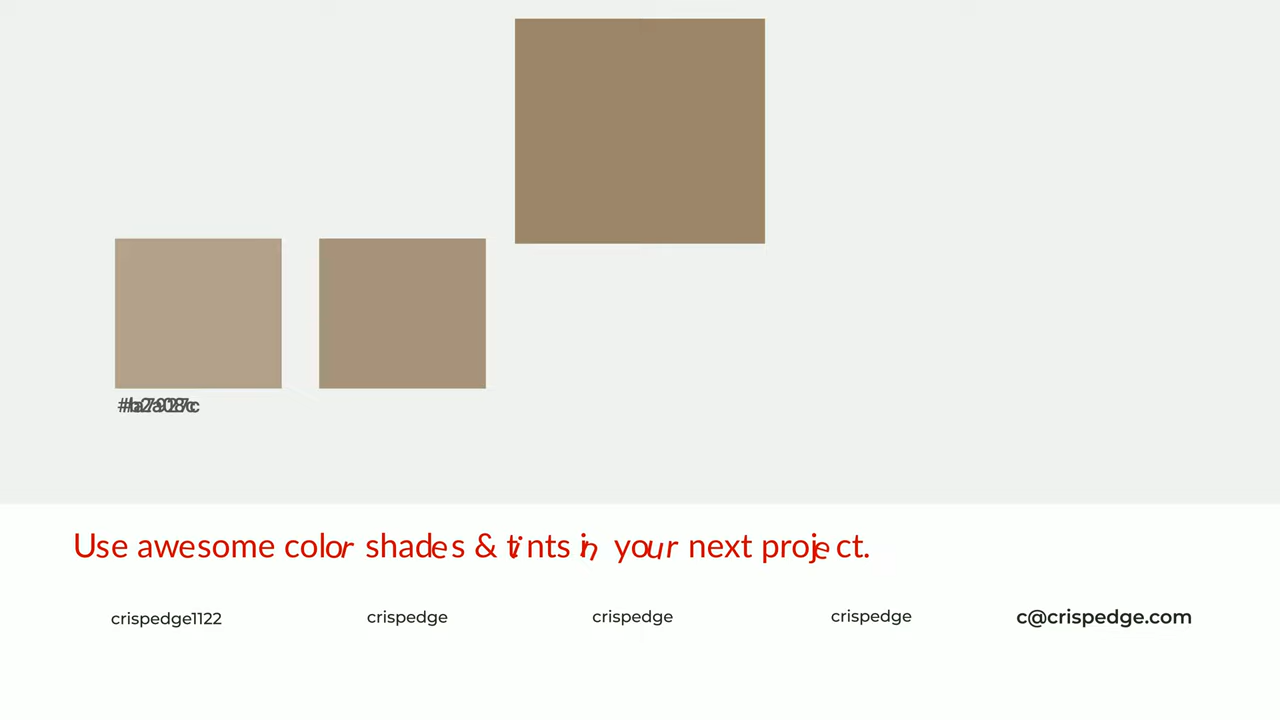 Use awesome color shades & tints in your next project.
crispedge1122 crispedge crispedge crispedge c@crispedge.com